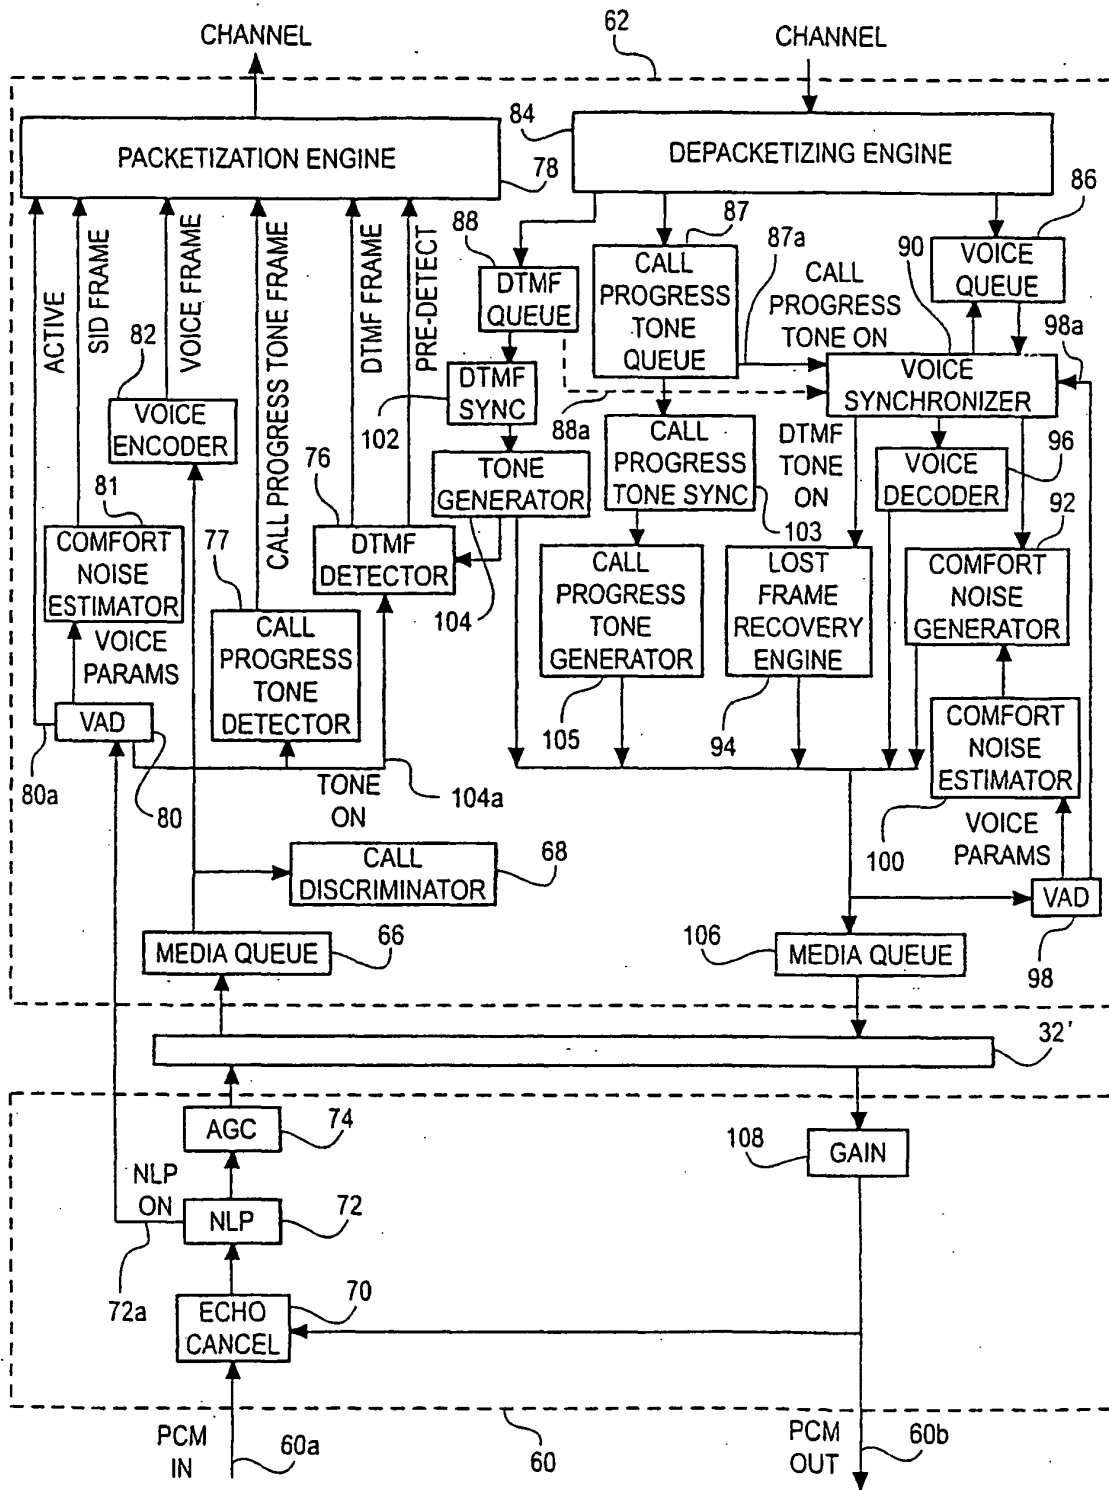 CHANNEL
62
CHANNEL
84
PACKETIZATION ENGINE
78
DEPACKETIZING ENGINE
86
ACTIVE
SID FRAME
VOICE FRAME
CALL PROGRESS TONE FRAME
DTMF FRAME
PRE-DETECT
88
DTMF
QUEUE
87
CALL
PROGRESS
TONE
QUEUE
87a
CALL
PROGRESS
TONE ON
90
VOICE
QUEUE
98a
82
VOICE
ENCODER
DTMF
SYNC
102
88a
VOICE
SYNCHRONIZER
CALL
PROGRESS
TONE SYNC
103
DTMF
TONE
ON
VOICE
DECODER
96
76
TONE
GENERATOR
104
81
COMFORT
NOISE
ESTIMATOR
77
DTMF
DETECTOR
CALL
PROGRESS
TONE
GENERATOR
105
LOST
FRAME
RECOVERY
ENGINE
94
92
COMFORT
NOISE
GENERATOR
VOICE
PARAMS
CALL
PROGRESS
TONE
DETECTOR
VAD
80a
80
TONE
ON
104a
COMFORT
NOISE
ESTIMATOR
100
VOICE
PARAMS
CALL
DISCRIMINATOR
68
VAD
98
MEDIA QUEUE
66
106
MEDIA QUEUE
32'
AGC
74
108
GAIN
NLP
ON
NLP
72
72a
ECHO
CANCEL
70
PCM
IN
60a
60
PCM
OUT
60b